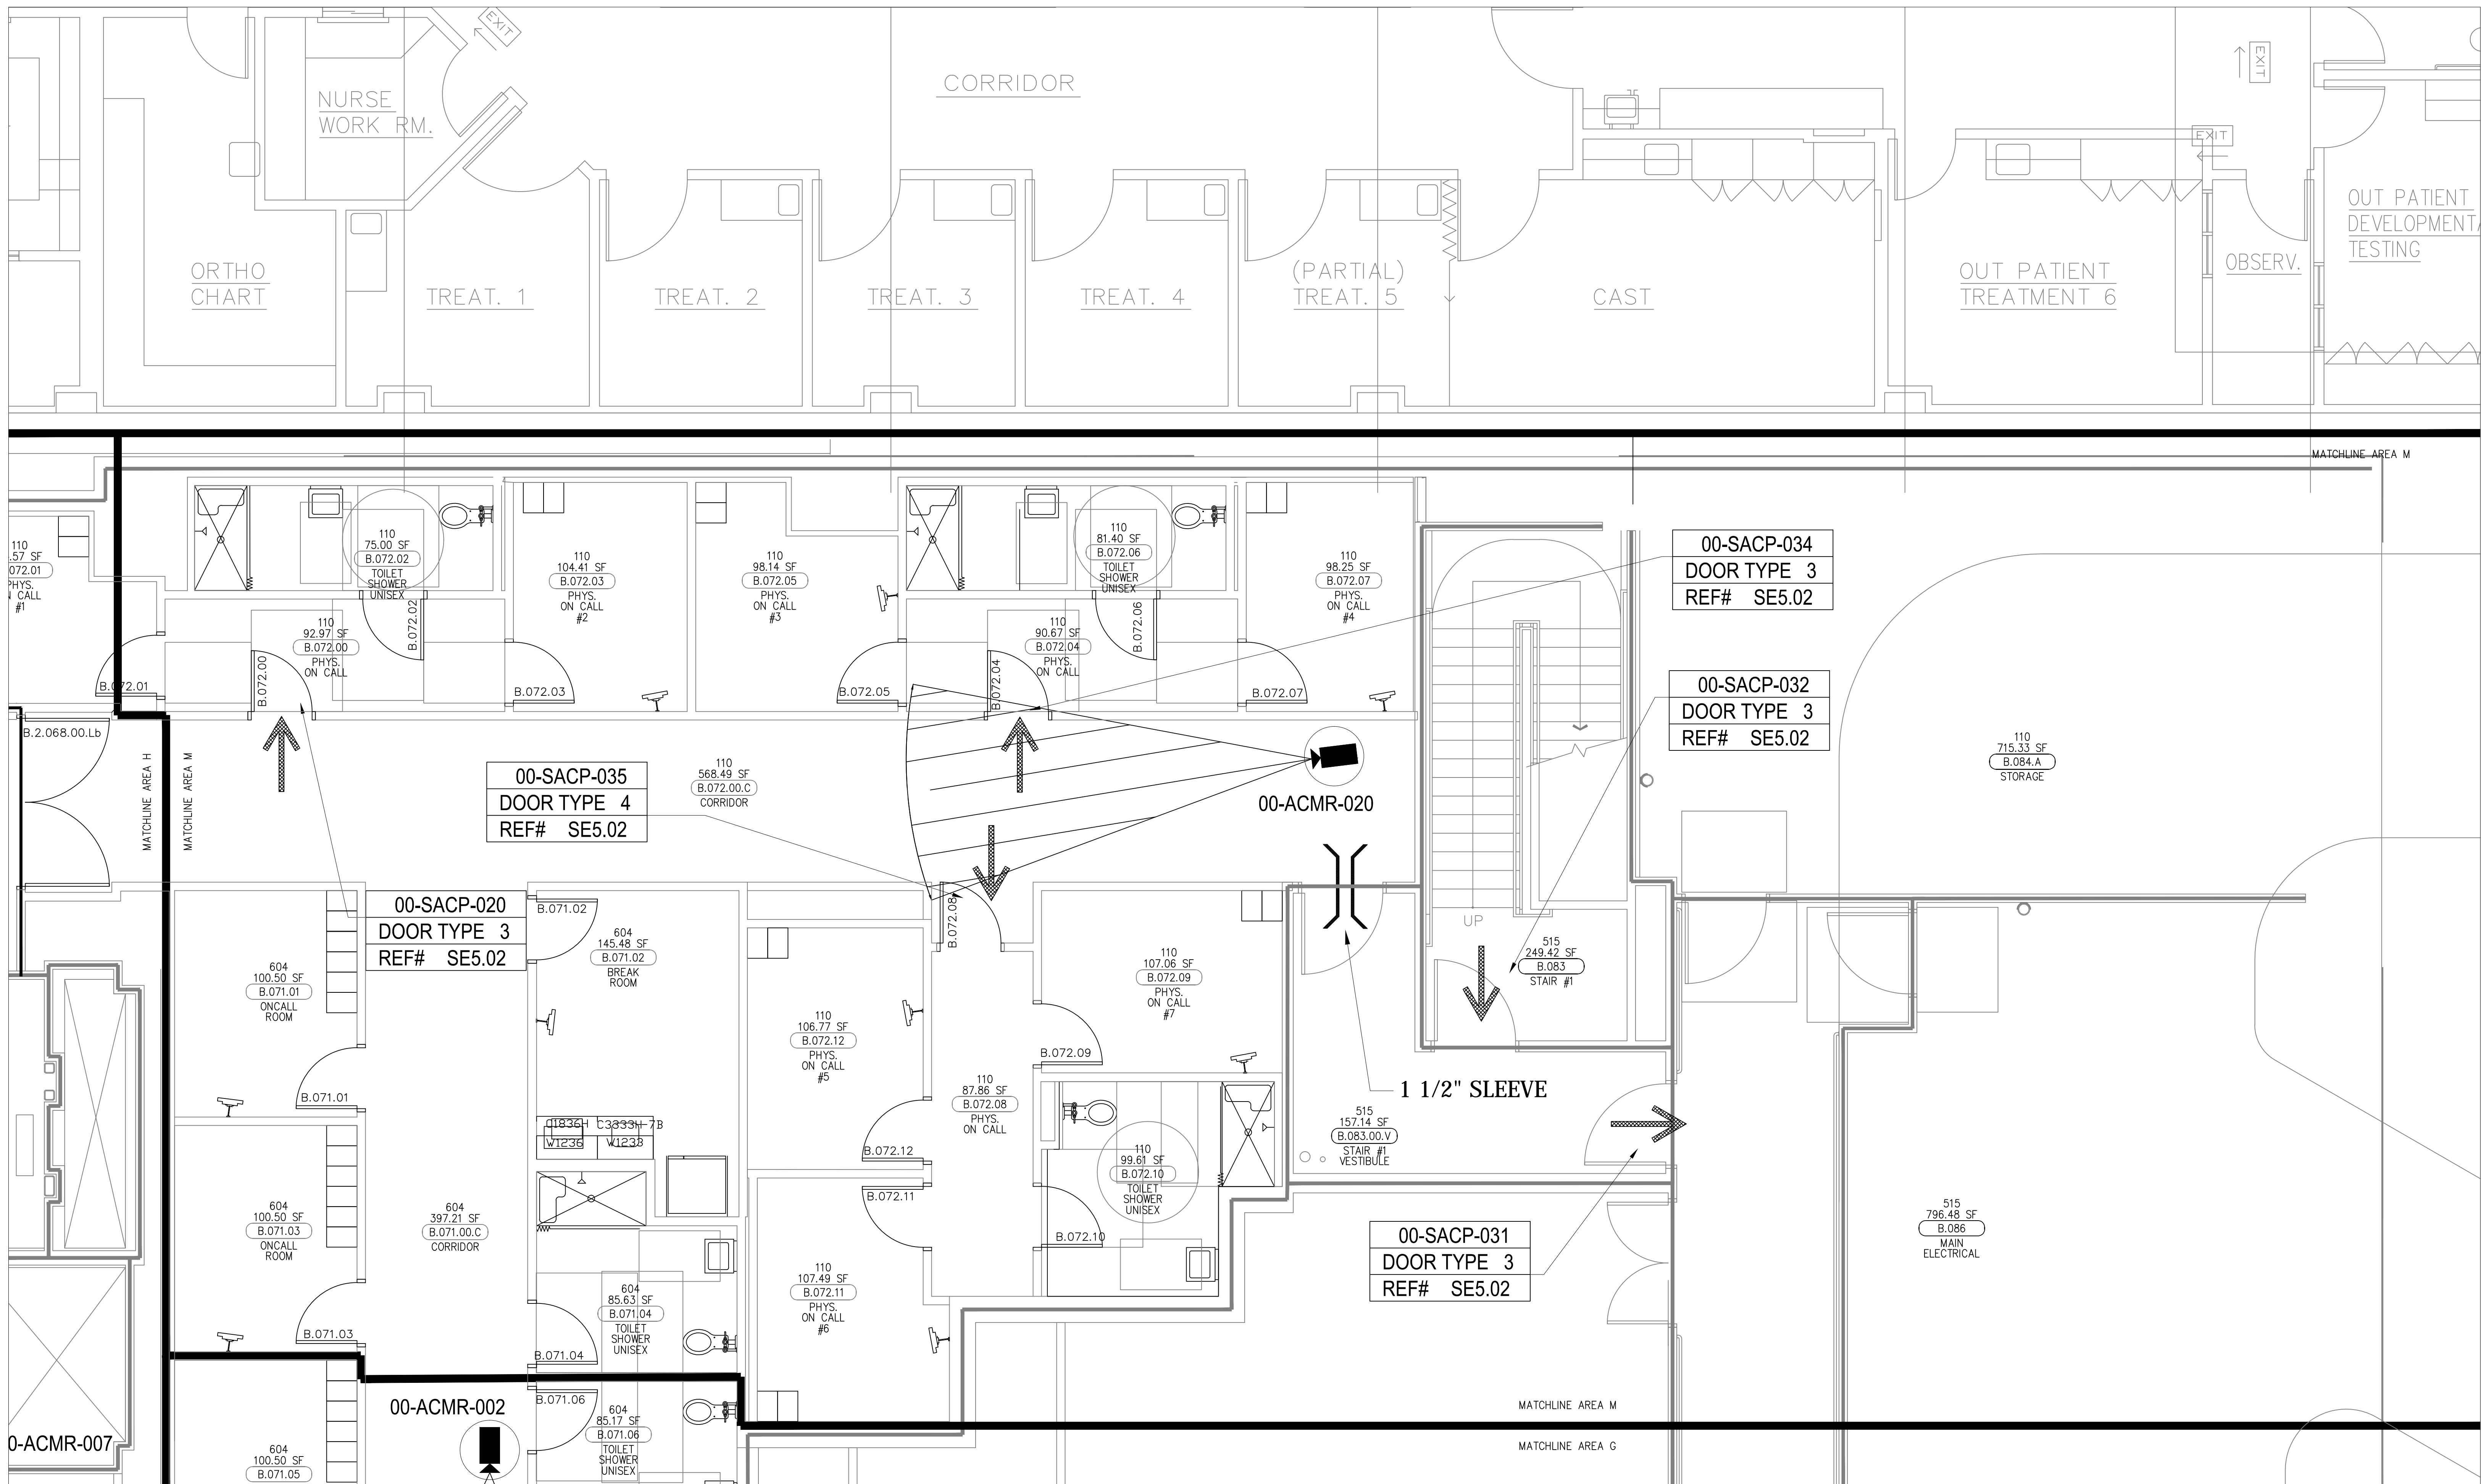 EXIT
CORRIDOR
NURSE
WORK RM.
EXIT
EXIT
ORTHO
CHART
TREAT. 1
TREAT. 2
TREAT. 3
TREAT. 4
(PARTIAL)
TREAT. 5
CAST
OUT PATIENT
TREATMENT 6
OBSERV.
OUT PATIENT
DEVELOPMENTA
TESTING
MATCHLINE AREA M
110
.57 SF
072.01
PHYS.
N CALL
#1
110
75.00 SF
B.072.02
TOILET
SHOWER
UNISEX
110
104.41 SF
B.072.03
PHYS.
ON CALL
#2
110
98.14 SF
B.072.05
PHYS.
ON CALL
#3
110
81.40 SF
B.072.06
TOILET
SHOWER
UNISEX
110
98.25 SF
B.072.07
PHYS.
ON CALL
#4
00-SACP-034
DOOR TYPE 3
REF# SE5.02
110
92.97 SF
B.072.00
PHYS.
ON CALL
110
90.67 SF
B.072.04
PHYS.
ON CALL
B.072.01
B.072.00
B.072.02
B.072.03
B.072.05
B.072.04
B.072.06
B.072.07
00-SACP-032
DOOR TYPE 3
REF# SE5.02
B.2.068.00.Lb
MATCHLINE AREA H
MATCHLINE AREA M
00-SACP-035
DOOR TYPE 4
REF# SE5.02
110
568.49 SF
B.072.00.C
CORRIDOR
00-ACMR-020
110
715.33 SF
B.084.A
STORAGE
00-SACP-020
DOOR TYPE 3
REF# SE5.02
B.071.02
604
145.48 SF
B.071.02
BREAK
ROOM
B.072.08
UP
515
249.42 SF
B.083
STAIR #1
604
100.50 SF
B.071.01
ONCALL
ROOM
110
107.06 SF
B.072.09
PHYS.
ON CALL
#7
110
106.77 SF
B.072.12
PHYS.
ON CALL
#5
B.072.09
110
87.86 SF
B.072.08
PHYS.
ON CALL
1 1/2" SLEEVE
B.071.01
515
157.14 SF
B.083.00.V
STAIR #1
VESTIBULE
C3333H-7B
W1236
W1233
B.072.12
110
99.61 SF
B.072.10
TOILET
SHOWER
UNISEX
B.072.11
B.072.10
604
100.50 SF
B.071.03
ONCALL
ROOM
604
397.21 SF
B.071.00.C
CORRIDOR
515
796.48 SF
B.086
MAIN
ELECTRICAL
00-SACP-031
DOOR TYPE 3
REF# SE5.02
604
85.63 SF
B.071.04
TOILET
SHOWER
UNISEX
110
107.49 SF
B.072.11
PHYS.
ON CALL
#6
B.071.03
B.071.04
B.071.06
00-ACMR-002
604
85.17 SF
B.071.06
TOILET
SHOWER
UNISEX
MATCHLINE AREA M
MATCHLINE AREA G
0-ACMR-007
604
100.50 SF
B.071.05